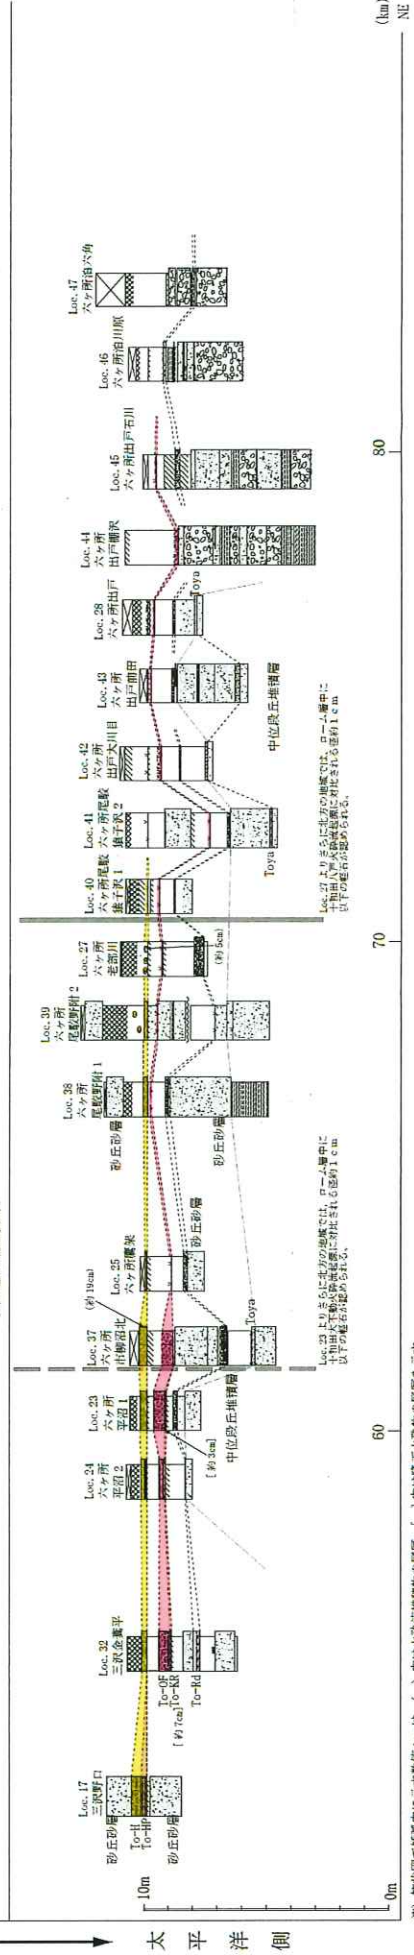 太平洋側
10m
0m
Loc. 17
三沢野口
砂丘砂層
To-H
To-HP
砂丘砂層
Loc. 32
三沢金糞平
To-OF
To-KR
[約7cm]
To-Rd
Loc. 24
六ヶ所
平沼 2
Loc. 23
六ヶ所
平沼 1
[約3cm]
中位段丘堆積層
Loc. 37
六ヶ所
市柳沼北
(約19cm)
Toya
Loc. 25
六ヶ所鷹架
砂丘砂層
Loc.23よりさらに北方の地域では、ローム層中に
十和田大不動火砕流起源に対比される径約1cm
以下の軽石が認められる。
Loc. 38
六ヶ所
尾駮野附 1
砂丘砂層
砂丘砂層
Loc. 39
六ヶ所
尾駮野附 2
Loc. 27
六ヶ所
老部川
(約5cm)
Loc. 40
六ヶ所尾駮
猿子沢 1
Loc. 41
六ヶ所尾駮
猿子沢 2
Toya
Loc. 42
六ヶ所
出戸大川目
Loc. 43
六ヶ所
出戸前田
中位段丘堆積層
Loc. 28
六ヶ所出戸
Toya
Loc.27よりさらに北方の地域では、ローム層中に
十和田八戸火砕流起源に対比される径約1cm
以下の軽石が認められる。
Loc. 44
六ヶ所
出戸棚沢
Loc. 45
六ヶ所出戸石川
Loc. 46
六ヶ所泊川原
Loc. 47
六ヶ所泊六角
60
70
80
(km)
NE